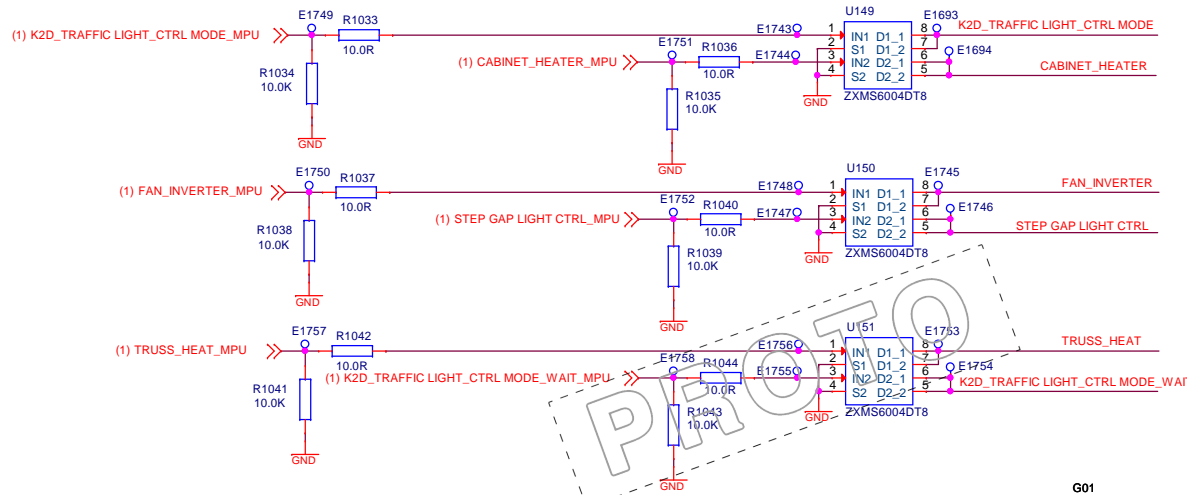 E1749
R1033
(1) K2D_TRAFFIC LIGHT_CTRL MODE_MPU
10.0R
R1034
10.0K
GND
E1751
R1036
(1) CABINET_HEATER_MPU
10.0R
R1035
10.0K
GND
E1743
E1744
U149
1 IN1 D1_1 8
2 S1 D1_2 7
3 IN2 D2_1 6
4 S2 D2_2 5
ZXMS6004DT8
GND
E1693
K2D_TRAFFIC LIGHT_CTRL MODE
E1694
CABINET_HEATER
E1750
R1037
(1) FAN_INVERTER_MPU
10.0R
R1038
10.0K
GND
E1752
R1040
(1) STEP GAP LIGHT CTRL_MPU
10.0R
R1039
10.0K
GND
E1748
E1747
U150
1 IN1 D1_1 8
2 S1 D1_2 7
3 IN2 D2_1 6
4 S2 D2_2 5
ZXMS6004DT8
GND
E1745
FAN_INVERTER
E1746
STEP GAP LIGHT CTRL
E1757
R1042
(1) TRUSS_HEAT_MPU
10.0R
R1041
10.0K
GND
E1758
R1044
(1) K2D_TRAFFIC LIGHT_CTRL MODE_WAIT_MPU
10.0R
R1043
10.0K
GND
E1756
E1755
U151
1 IN1 D1_1 8
2 S1 D1_2 7
3 IN2 D2_1 6
4 S2 D2_2 5
ZXMS6004DT8
GND
E1753
TRUSS_HEAT
E1754
K2D_TRAFFIC LIGHT_CTRL MODE_WAIT
PROTO
G01